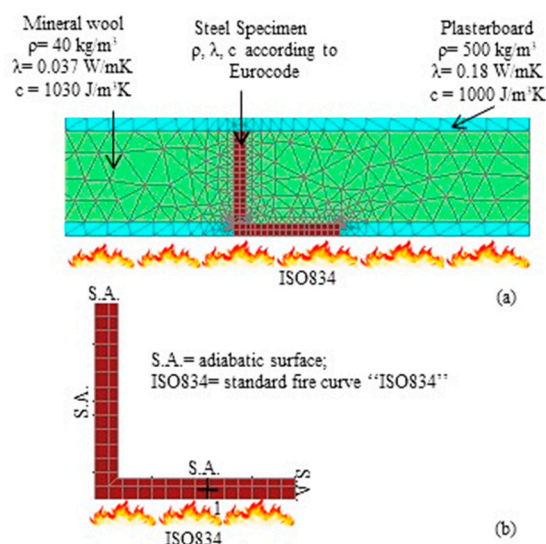 Mineral wool
ρ= 40 kg/m³
λ= 0.037 W/mK
c = 1030 J/m³K
Steel Specimen
ρ, λ, c according to
Eurocode
Plasterboard
ρ= 500 kg/m³
λ= 0.18 W/mK
c= 1000 J/m³K
ISO834
(a)
S.A.
S.A.= adiabatic surface;
ISO834= standard fire curve “ISO834”
S.A.
S.A.
S.A.
1
ISO834
(b)